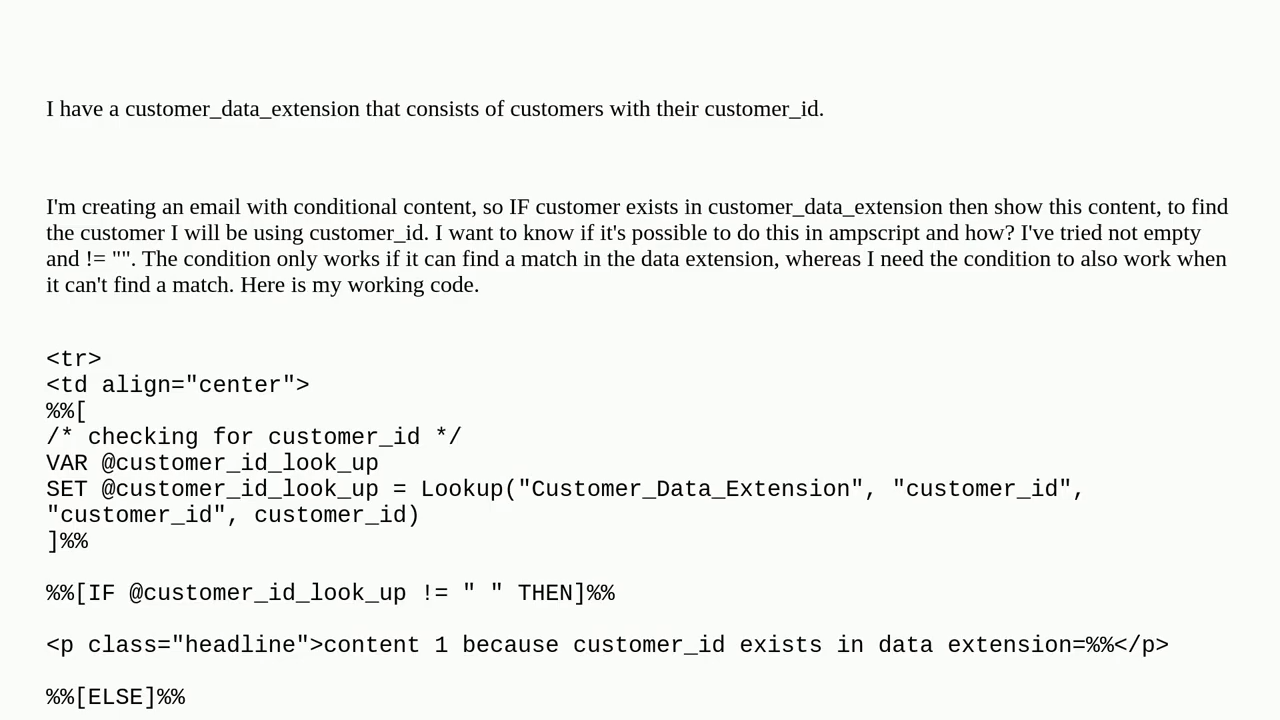 I have a customer_data_extension that consists of customers with their customer_id.
I'm creating an email with conditional content, so IF customer exists in customer_data_extension then show this content, to find
the customer I will be using customer_id. I want to know if it's possible to do this in ampscript and how? I've tried not empty
and != "". The condition only works if it can find a match in the data extension, whereas I need the condition to also work when
it can't find a match. Here is my working code.
<tr>
<td align="center">
%%[
/* checking for customer_id */
VAR @customer_id_look_up
SET @customer_id_look_up = Lookup("Customer_Data_Extension", "customer_id",
"customer_id", customer_id)
]%%
%%[IF @customer_id_look_up != " " THEN]%%
<p class="headline">content 1 because customer_id exists in data extension=%%</p>
%%[ELSE]%%